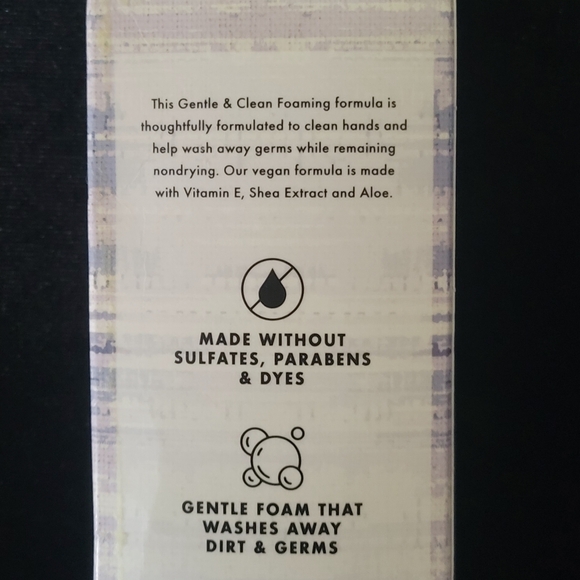 This Gentle & Clean Foaming formula is
thoughtfully formulated to clean hands and
help wash away germs while remaining
nondrying. Our vegan formula is made
with Vitamin E, Shea Extract and Aloe.
MADE WITHOUT
SULFATES, PARABENS
& DYES
GENTLE FOAM THAT
WASHES AWAY
DIRT & GERMS